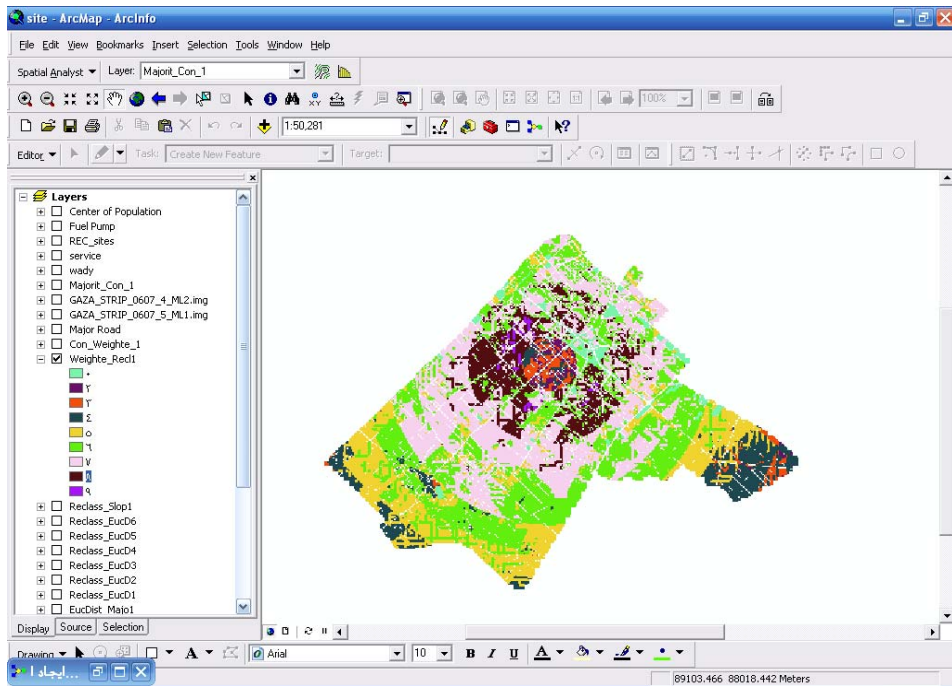 site - ArcMap - ArcInfo
File Edit View Bookmarks Insert Selection Tools Window Help
Spatial Analyst Layer: Majorit_Con_1
100%
1:50,281
Editor Task: Create New Feature Target:
Layers
Center of Population
Fuel Pump
REC_sites
service
wady
Majorit_Con_1
GAZA_STRIP_0607_4_ML2.img
GAZA_STRIP_0607_5_ML1.img
Major Road
Con_Weighte_1
Weighte_Recl1
٠
٢
٣
٤
٥
٦
٧
٨
٩
Reclass_Slop1
Reclass_EucD6
Reclass_EucD5
Reclass_EucD4
Reclass_EucD3
Reclass_EucD2
Reclass_EucD1
EucDist_Majo1
Display Source Selection
Drawing A Arial 10 B I U A
ايجاد ا...
89103.466 88018.442 Meters